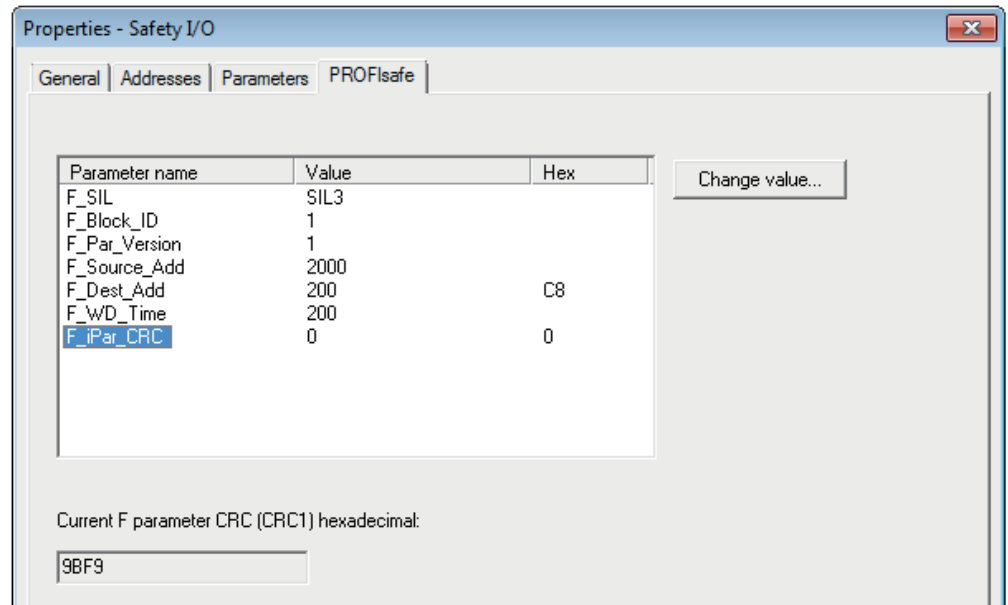 Properties - Safety I/O
General Addresses Parameters PROFIsafe
Parameter name Value Hex
F_SIL SIL3
F_Block_ID 1
F_Par_Version 1
F_Source_Add 2000
F_Dest_Add 200 C8
F_WD_Time 200
F_iPar_CRC 0 0
Change value...
Current F parameter CRC (CRC1) hexadecimal:
9BF9